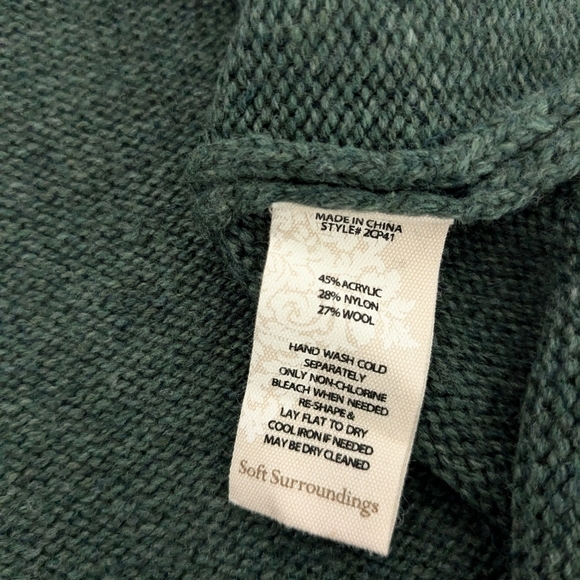 MADE IN CHINA
STYLE# 2CP41
45% ACRYLIC
28% NYLON
27% WOOL
HAND WASH COLD
SEPARATELY
ONLY NON-CHLORINE
BLEACH WHEN NEEDED
RE-SHAPE &
LAY FLAT TO DRY
COOL IRON IF NEEDED
MAY BE DRY CLEANED
Soft Surroundings